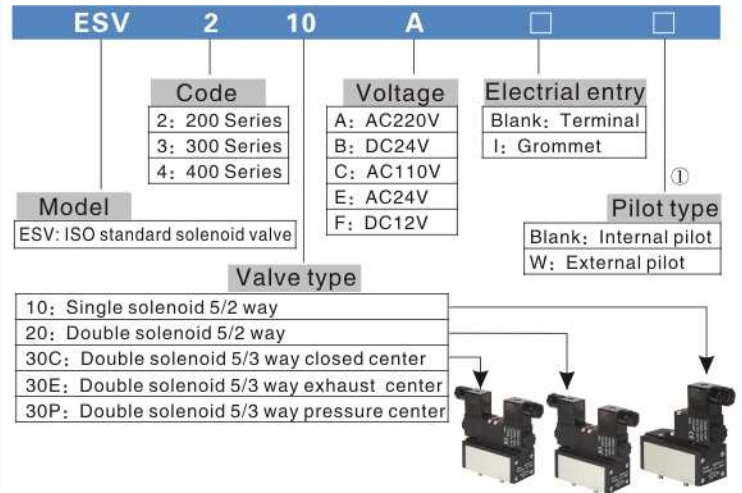 ESV 2 10 A □ □
Code
2: 200 Series
3: 300 Series
4: 400 Series
Voltage
A: AC220V
B: DC24V
C: AC110V
E: AC24V
F: DC12V
Electrial entry
Blank: Terminal
I: Grommet
①
Pilot type
Blank: Internal pilot
W: External pilot
Model
ESV: ISO standard solenoid valve
Valve type
10: Single solenoid 5/2 way
20: Double solenoid 5/2 way
30C: Double solenoid 5/3 way closed center
30E: Double solenoid 5/3 way exhaust center
30P: Double solenoid 5/3 way pressure center